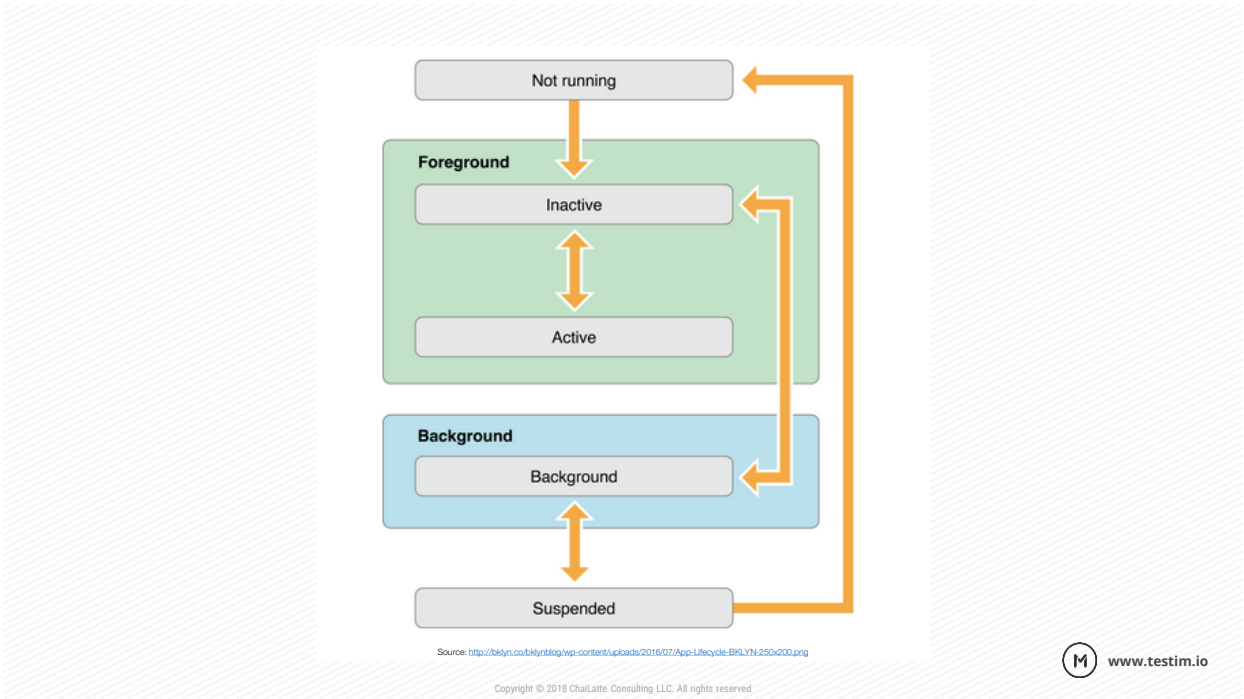 Not running
Foreground
Inactive
Active
Background
Background
Suspended
Source: http://bklyn.co/bklynblog/wp-content/uploads/2016/07/App-Lifecycle-BKLYN-250x200.png
M www.testim.io
Copyright © 2018 ChaiLatte Consulting LLC. All rights reserved